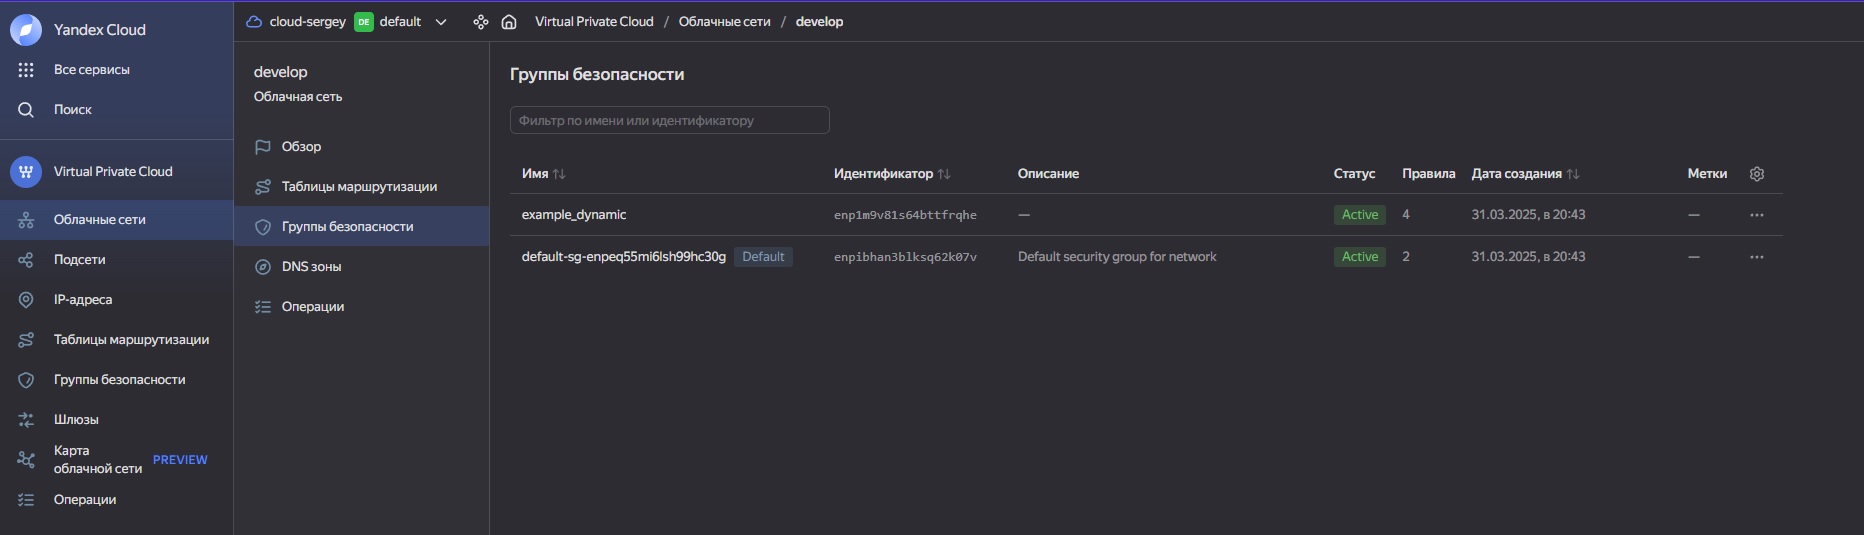 Yandex Cloud
Все сервисы
Поиск
Virtual Private Cloud
Облачные сети
Подсети
IP-адреса
Таблицы маршрутизации
Группы безопасности
Шлюзы
Карта
облачной сети PREVIEW
Операции
cloud-sergey DE default Virtual Private Cloud / Облачные сети / develop
develop
Облачная сеть
Обзор
Таблицы маршрутизации
Группы безопасности
DNS зоны
Операции
Группы безопасности
Фильтр по имени или идентификатору
Имя Идентификатор Описание Статус Правила Дата создания Метки
example_dynamic enp1m9v81s64bttfrqhe — Active 4 31.03.2025, в 20:43 —
default-sg-enpeq55mi6lsh99hc30g Default enpibhan3blksq62k07v Default security group for network Active 2 31.03.2025, в 20:43 —